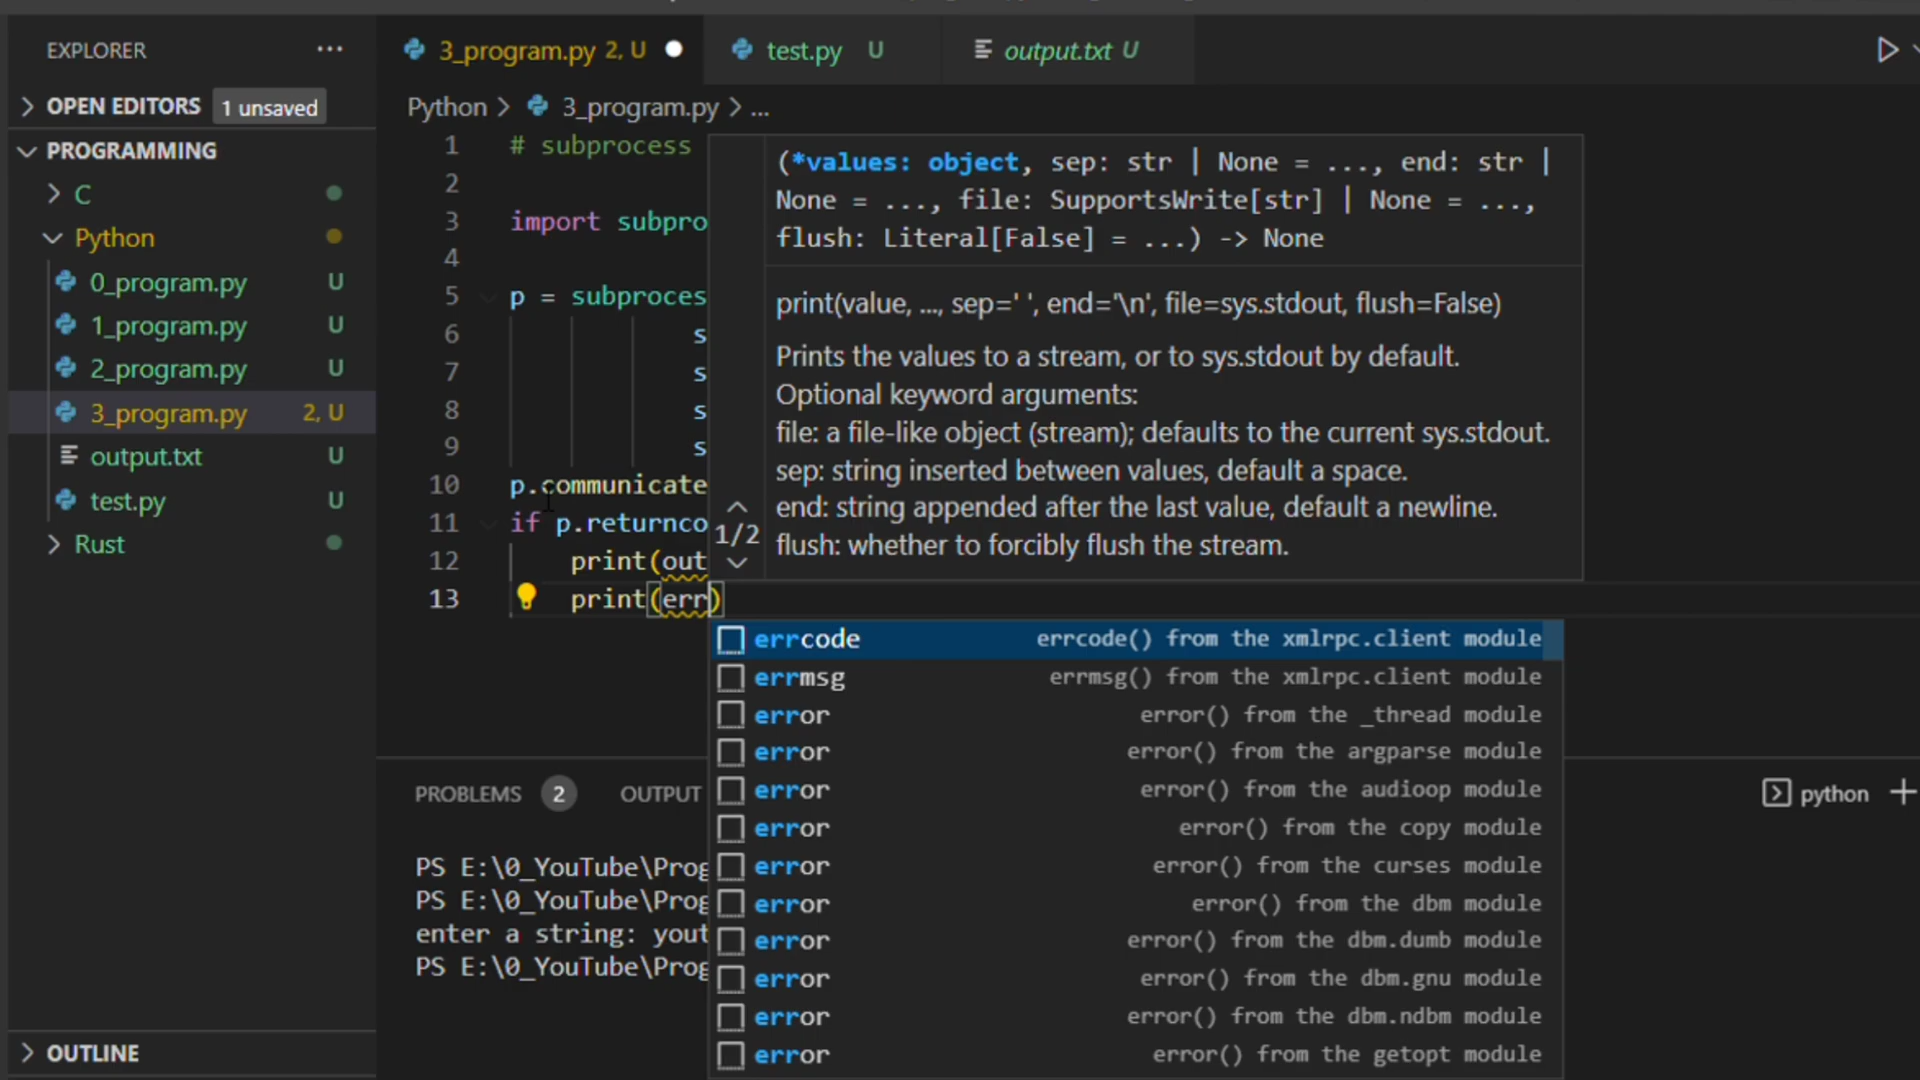 EXPLORER ...
OPEN EDITORS 1 unsaved
PROGRAMMING
C
Python
0_program.py U
1_program.py U
2_program.py U
3_program.py 2, U
output.txt U
test.py U
Rust
OUTLINE
3_program.py 2, U
test.py U
output.txt U
Python > 3_program.py > ...
1 # subprocess
2
3 import subpro
4
5 p = subproces
6 s
7 s
8 s
9 s
10 p.communicate
11 if p.returnco
12 print(out
13 print(err)
(*values: object, sep: str | None = ..., end: str |
None = ..., file: SupportsWrite[str] | None = ...,
flush: Literal[False] = ...) -> None
print(value, ..., sep=' ', end='\n', file=sys.stdout, flush=False)
Prints the values to a stream, or to sys.stdout by default.
Optional keyword arguments:
file: a file-like object (stream); defaults to the current sys.stdout.
sep: string inserted between values, default a space.
end: string appended after the last value, default a newline.
flush: whether to forcibly flush the stream.
1/2
errcode errcode() from the xmlrpc.client module
errmsg errmsg() from the xmlrpc.client module
error error() from the _thread module
error error() from the argparse module
error error() from the audioop module
error error() from the copy module
error error() from the curses module
error error() from the dbm module
error error() from the dbm.dumb module
error error() from the dbm.gnu module
error error() from the dbm.ndbm module
error error() from the getopt module
PROBLEMS 2 OUTPUT
python
PS E:\0_YouTube\Prog
PS E:\0_YouTube\Prog
enter a string: yout
PS E:\0_YouTube\Prog